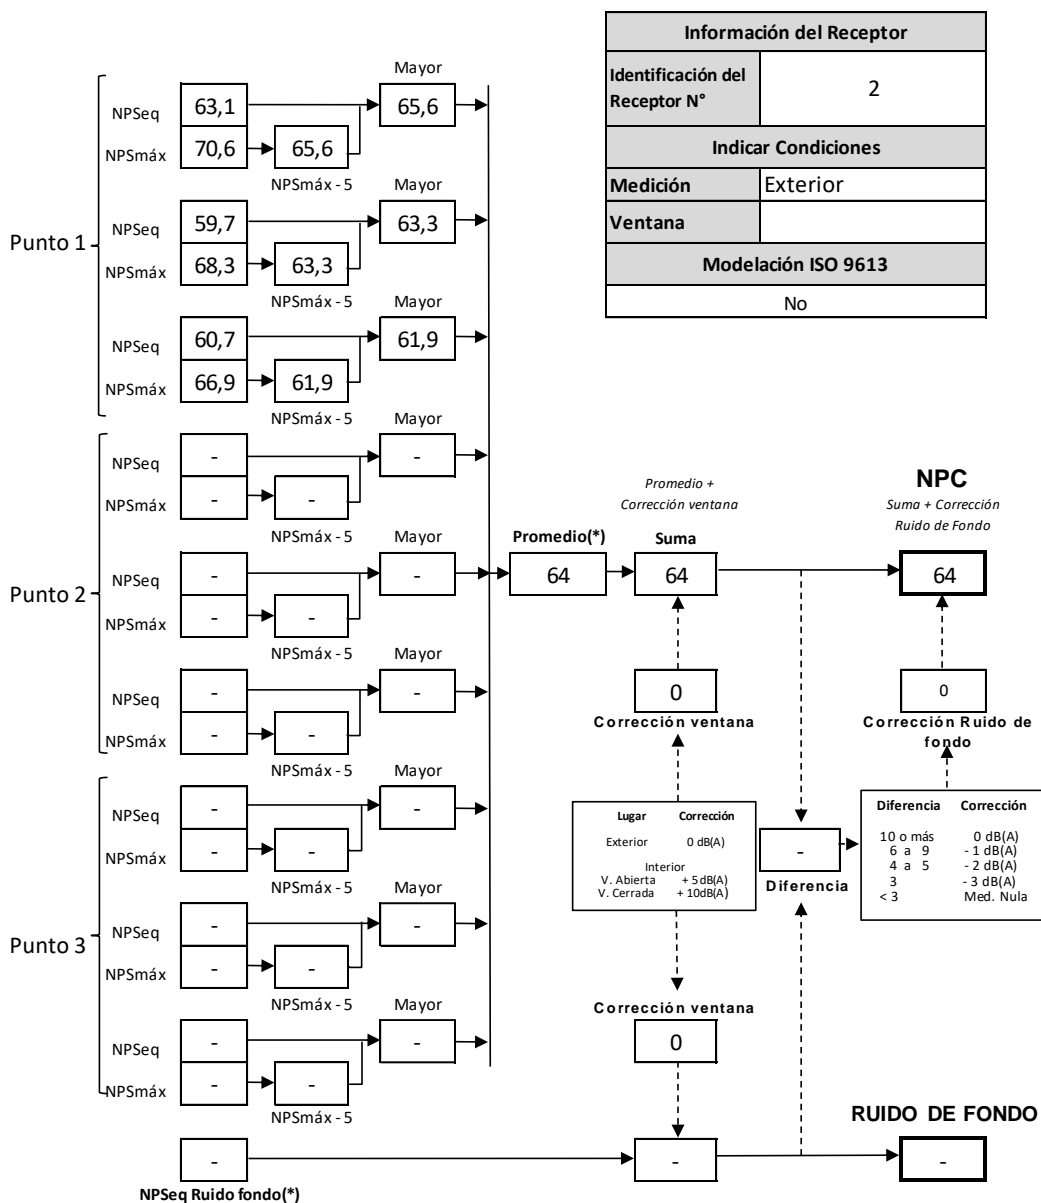 Información del Receptor
Identificación del Receptor N° 2
Indicar Condiciones
Medición Exterior
Ventana
Modelación ISO 9613
No
Punto 1
Mayor
NPSeq 63,1 65,6
NPSmáx 70,6 65,6
NPSmáx - 5
Mayor
NPSeq 59,7 63,3
NPSmáx 68,3 63,3
NPSmáx - 5
Mayor
NPSeq 60,7 61,9
NPSmáx 66,9 61,9
NPSmáx - 5
Punto 2
Mayor
NPSeq - -
NPSmáx - -
NPSmáx - 5
Mayor
NPSeq - -
NPSmáx - -
NPSmáx - 5
Mayor
NPSeq - -
NPSmáx - -
NPSmáx - 5
Punto 3
Mayor
NPSeq - -
NPSmáx - -
NPSmáx - 5
Mayor
NPSeq - -
NPSmáx - -
NPSmáx - 5
Mayor
NPSeq - -
NPSmáx - -
NPSmáx - 5
-
NPSeq Ruido fondo(*)
Promedio(*)
64
Promedio +
Corrección ventana
Suma
64
0
Corrección ventana
Lugar Corrección
Exterior 0 dB(A)
Interior
V. Abierta + 5dB(A)
V. Cerrada + 10dB(A)
Corrección ventana
0
-
-
Diferencia
NPC
Suma + Corrección
Ruido de Fondo
64
0
Corrección Ruido de
fondo
Diferencia Corrección
10 o más 0 dB(A)
6 a 9 - 1 dB(A)
4 a 5 - 2 dB(A)
3 - 3 dB(A)
< 3 Med. Nula
RUIDO DE FONDO
-